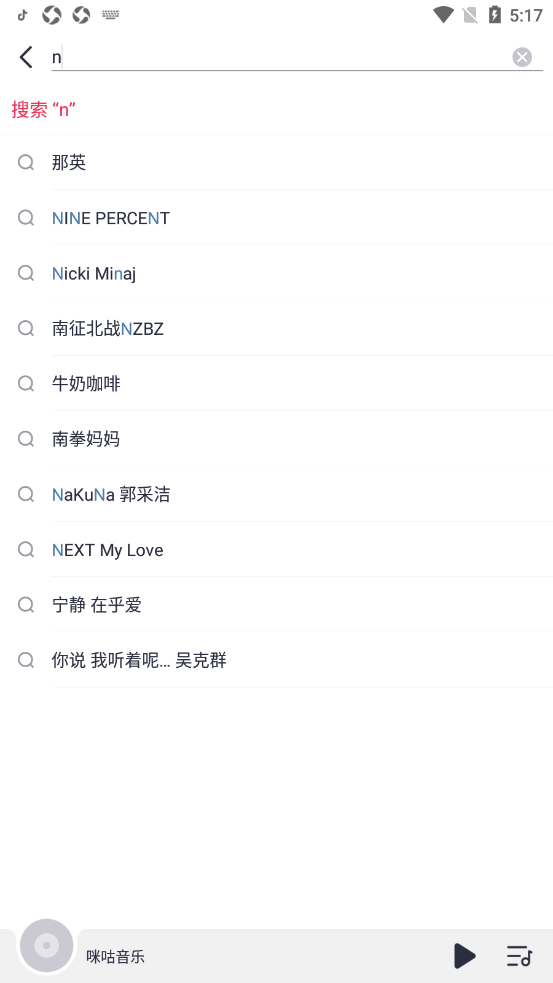 5:17
n
搜索 “n”
那英
NINE PERCENT
Nicki Minaj
南征北战NZBZ
牛奶咖啡
南拳妈妈
NaKuNa 郭采洁
NEXT My Love
宁静 在乎爱
你说 我听着呢... 吴克群
咪咕音乐